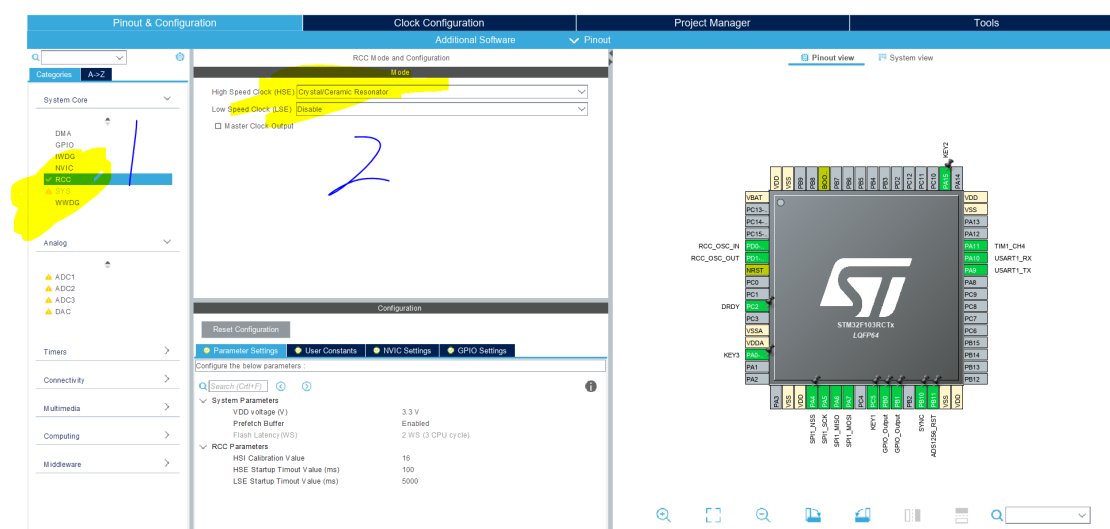 Pinout & Configuration
Clock Configuration
Project Manager
Tools
Additional Software
Pinout
Categories
A->Z
System Core
DMA
GPIO
IWDG
NVIC
RCC
SYS
WWDG
Analog
ADC1
ADC2
ADC3
DAC
Timers
Connectivity
Multimedia
Computing
Middleware
1
RCC Mode and Configuration
Mode
High Speed Clock (HSE) Crystal/Ceramic Resonator
Low Speed Clock (LSE) Disable
Master Clock Output
2
Configuration
Reset Configuration
Parameter Settings
User Constants
NVIC Settings
GPIO Settings
Configure the below parameters :
Search (Crtl+F)
System Parameters
VDD voltage (V) 3.3 V
Prefetch Buffer Enabled
Flash Latency(WS) 2 WS (3 CPU cycle)
RCC Parameters
HSI Calibration Value 16
HSE Startup Timout Value (ms) 100
LSE Startup Timout Value (ms) 5000
Pinout view
System view
KEY2
VDD
VSS
PB9
PB8
BOO..
PB7
PB6
PB5
PB4
PB3
PD2
PC12
PC11
PC10
PA15
PA14
VBAT
PC13-..
PC14-..
PC15-..
RCC_OSC_IN PD0-..
RCC_OSC_OUT PD1-..
NRST
PC0
PC1
DRDY PC2
PC3
VSSA
VDDA
KEY3 PA0-..
PA1
PA2
VDD
VSS
PA13
PA12
PA11 TIM1_CH4
PA10 USART1_RX
PA9 USART1_TX
PA8
PC9
PC8
PC7
PC6
PB15
PB14
PB13
PB12
ST
STM32F103RCTx
LQFP64
PA3
VSS
VDD
PA4
PA5
PA6
PA7
PC4
PC5
PB0
PB1
PB2
PB10
PB11
VSS
VDD
SPI1_NSS
SPI1_SCK
SPI1_MISO
SPI1_MOSI
KEY1
GPIO_Output
GPIO_Output
SYNC
ADS1256_RST